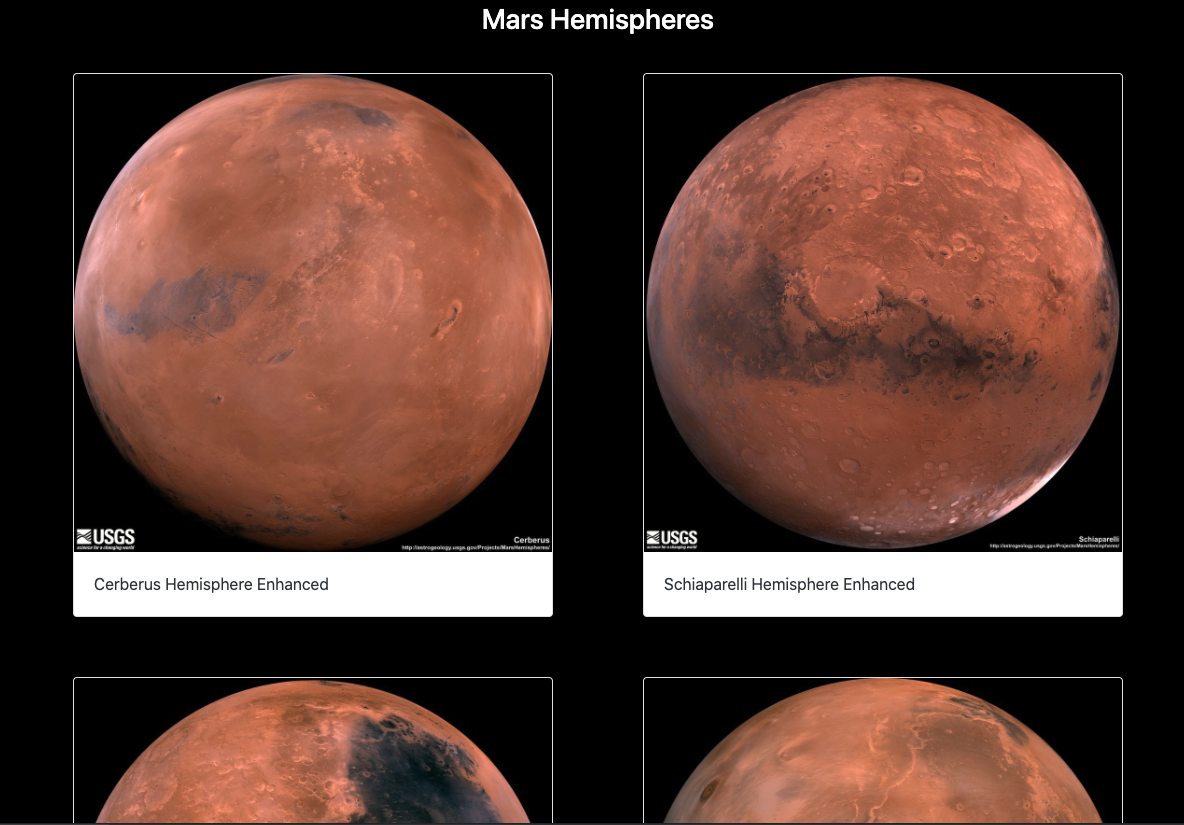 Mars Hemispheres
USGS
science for a changing world
Cerberus
http://astrogeology.usgs.gov/Projects/MarsHemispheres/
USGS
science for a changing world
Schiaparelli
http://astrogeology.usgs.gov/Projects/MarsHemispheres/
Cerberus Hemisphere Enhanced
Schiaparelli Hemisphere Enhanced